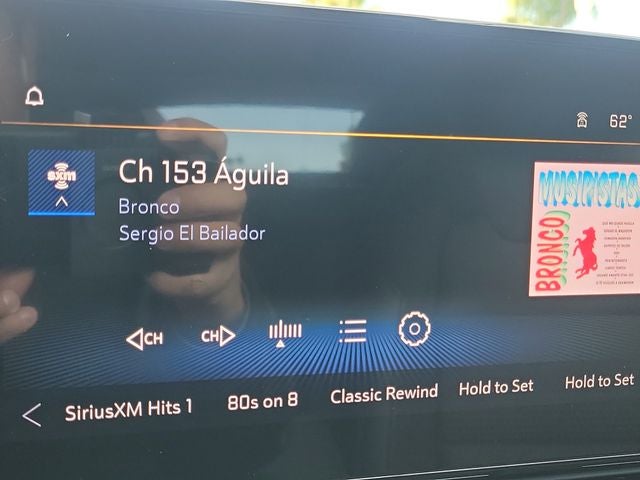 62°
sxm
Ch 153 Águila
Bronco
Sergio El Bailador
MUSIPISTAS
BRONCO
CH
CH
SiriusXM Hits 1
80s on 8
Classic Rewind
Hold to Set
Hold to Set